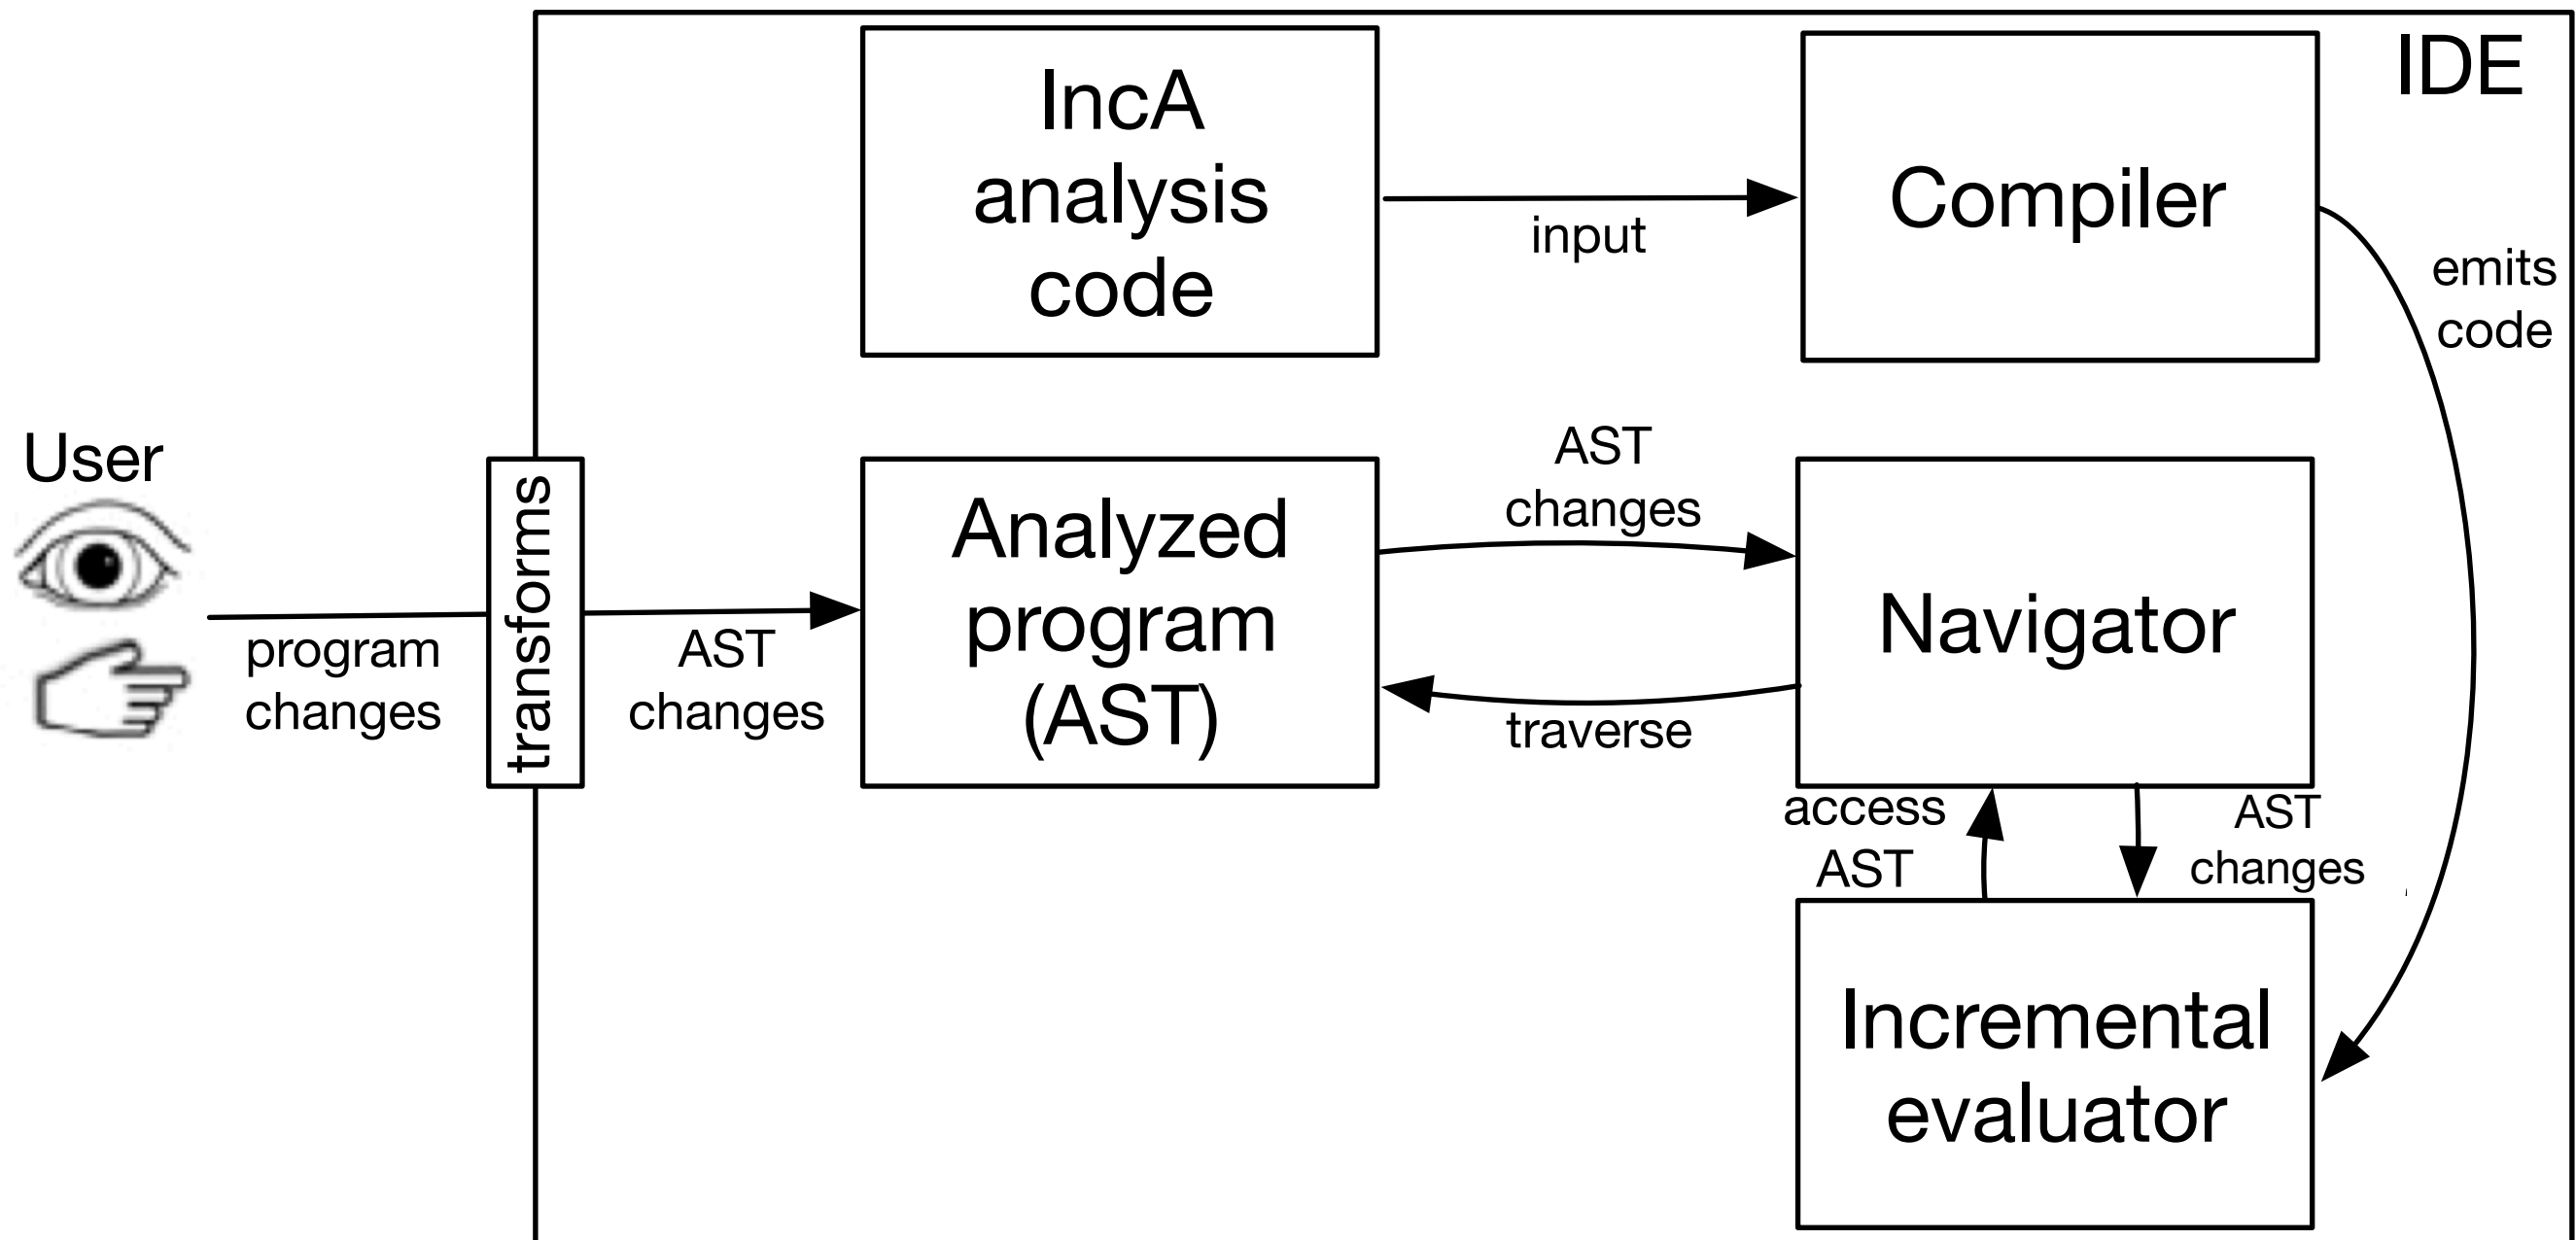 IDE
IncA
analysis
code
input
Compiler
emits
code
User
program
changes
transforms
AST
changes
Analyzed
program
(AST)
AST
changes
traverse
Navigator
access
AST
AST
changes
Incremental
evaluator